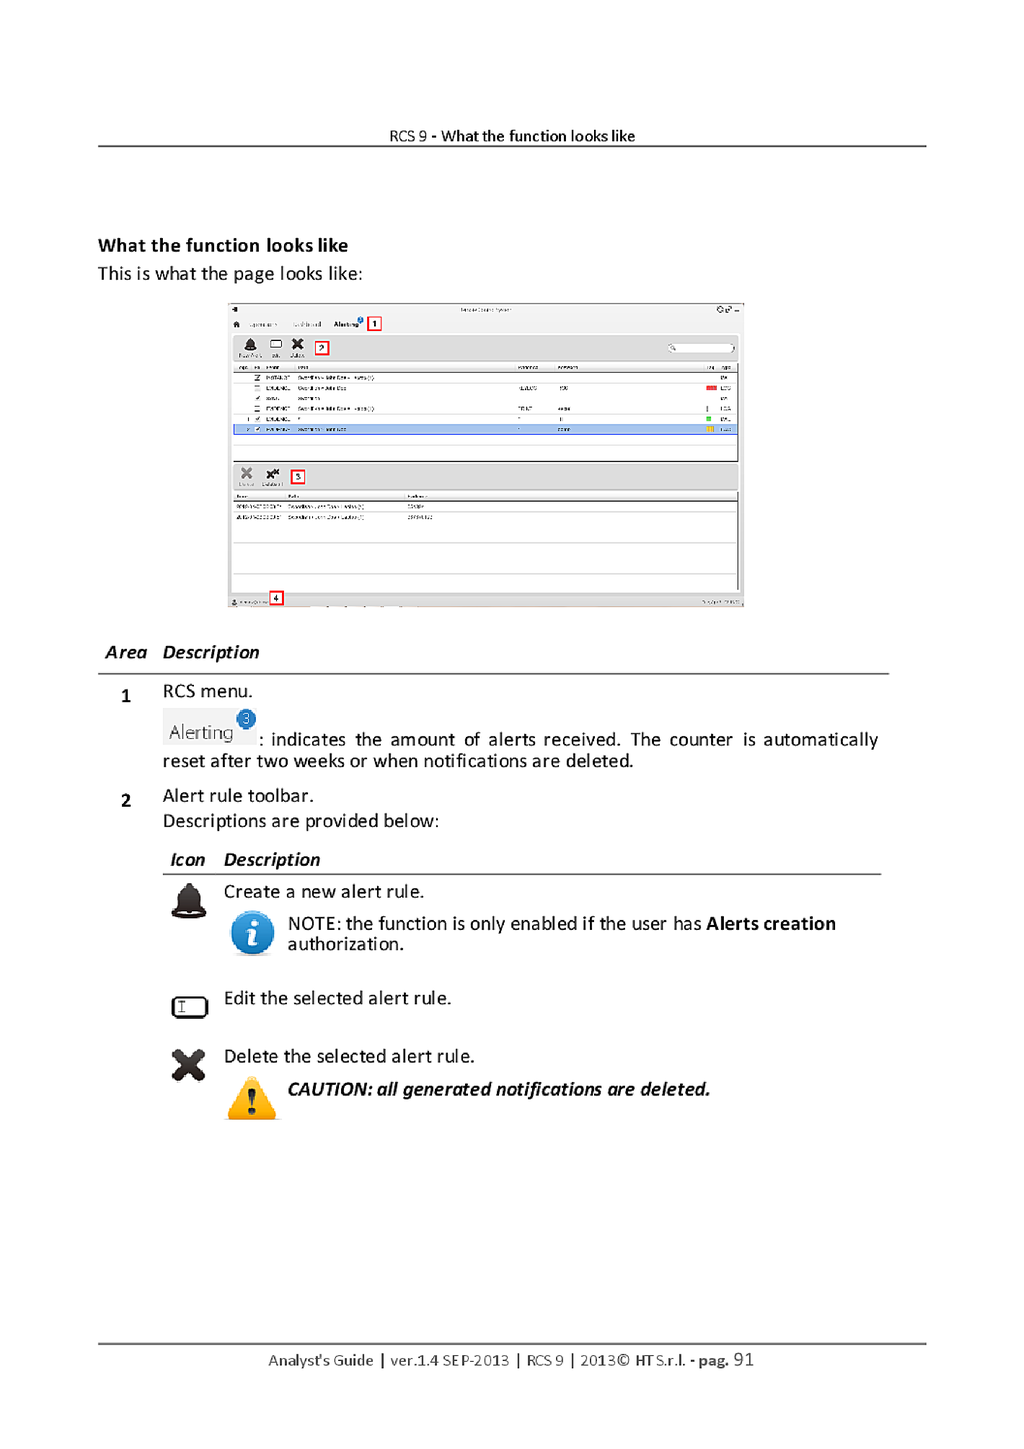 RCS 9 - What the function looks like
What the function looks like
This is what the page looks like:
Alerting
1
2
3
4
Area Description
1 RCS menu.
Alerting 3 : indicates the amount of alerts received. The counter is automatically
reset after two weeks or when notifications are deleted.
2 Alert rule toolbar.
Descriptions are provided below:
Icon Description
Create a new alert rule.
NOTE: the function is only enabled if the user has Alerts creation
authorization.
Edit the selected alert rule.
Delete the selected alert rule.
CAUTION: all generated notifications are deleted.
Analyst's Guide | ver.1.4 SEP-2013 | RCS 9 | 2013© HT S.r.l. - pag. 91